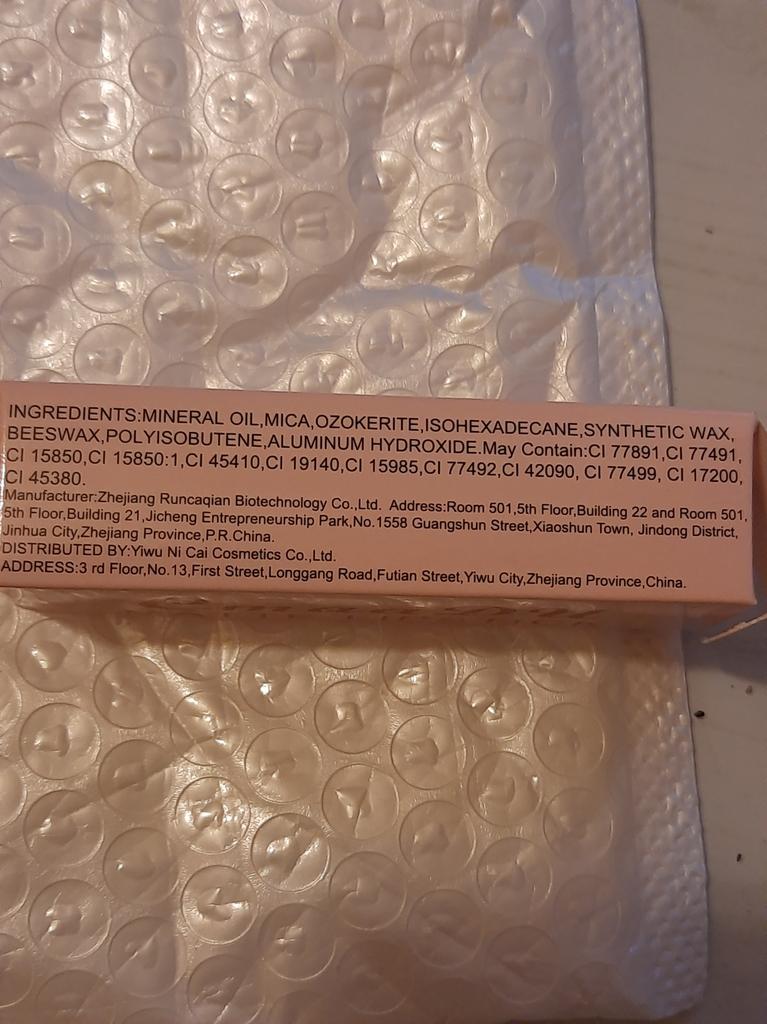 INGREDIENTS:MINERAL OIL,MICA,OZOKERITE,ISOHEXADECANE,SYNTHETIC WAX,
BEESWAX,POLYISOBUTENE,ALUMINUM HYDROXIDE.May Contain:CI 77891,CI 77491,
CI 15850,CI 15850:1,CI 45410,CI 19140,CI 15985,CI 77492,CI 42090, CI 77499, CI 17200,
CI 45380.
Manufacturer:Zhejiang Runcaqian Biotechnology Co.,Ltd. Address:Room 501,5th Floor,Building 22 and Room 501,
5th Floor,Building 21,Jicheng Entrepreneurship Park,No.1558 Guangshun Street,Xiaoshun Town, Jindong District,
Jinhua City,Zhejiang Province,P.R.China.
DISTRIBUTED BY:Yiwu Ni Cai Cosmetics Co.,Ltd.
ADDRESS:3 rd Floor,No.13,First Street,Longgang Road,Futian Street,Yiwu City,Zhejiang Province,China.